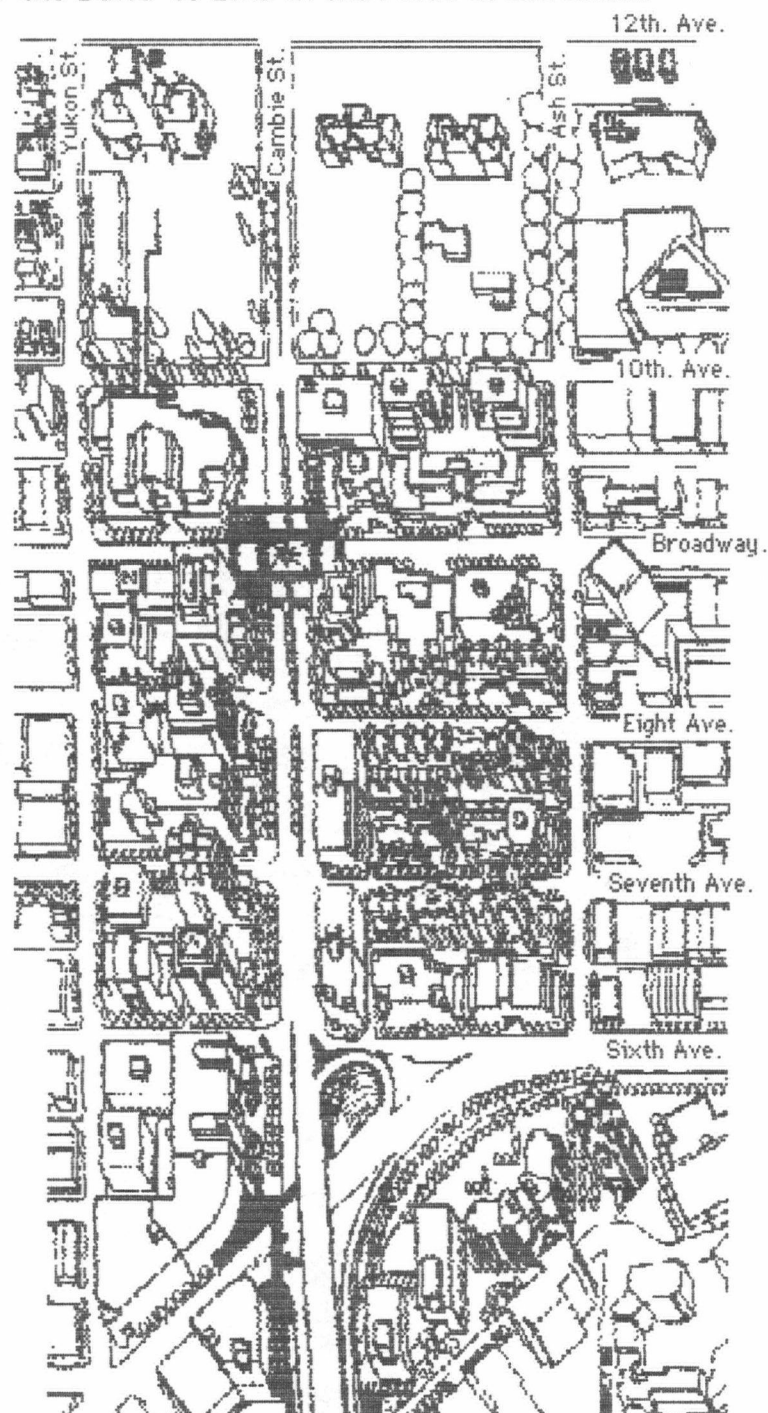 12th. Ave.
Yukon St.
Cambie St.
Ash St.
10th. Ave.
Broadway.
Eight Ave.
Seventh Ave.
Sixth Ave.